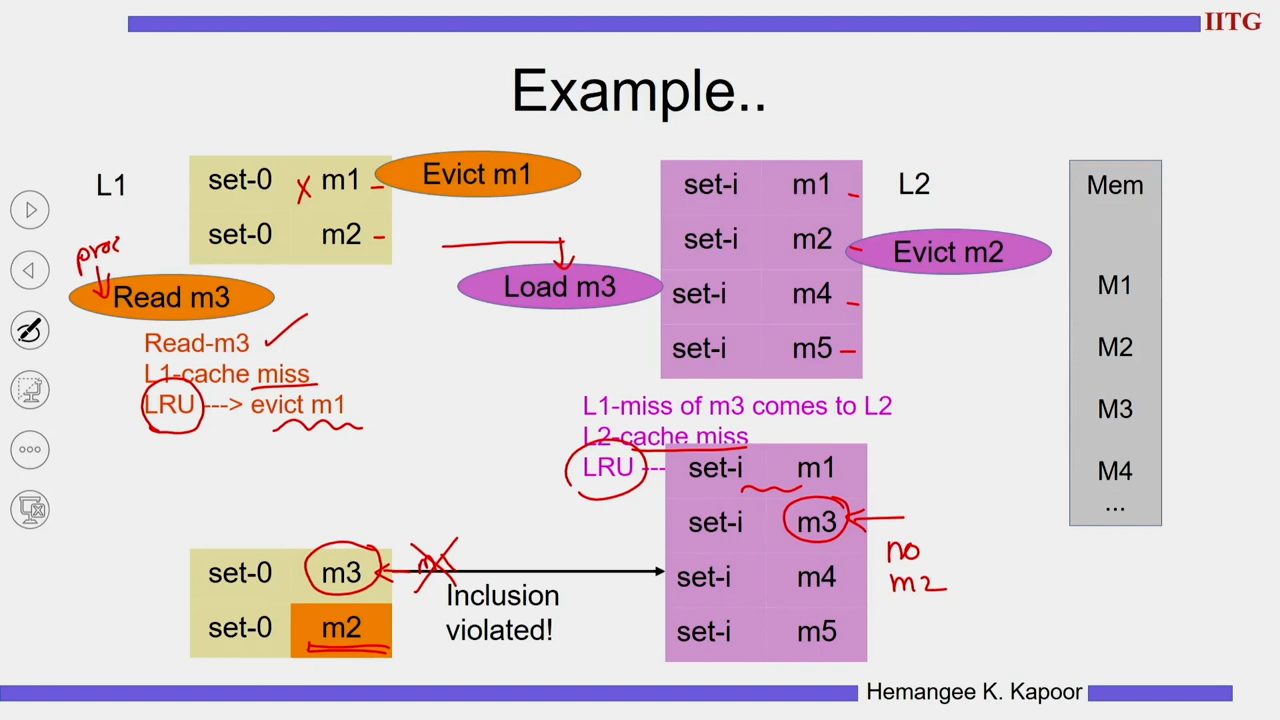 IITG
Example..
L1
set-0 x m1
set-0 m2
Evict m1
proc
Read m3
Read-m3
L1-cache miss
LRU ---> evict m1
Load m3
set-i m1
set-i m2
set-i m4
set-i m5
L2
Evict m2
L1-miss of m3 comes to L2
L2-cache miss
LRU ---
set-i m1
set-i m3
set-i m4
set-i m5
no
m2
set-0 m3
set-0 m2
Inclusion
violated!
Mem
M1
M2
M3
M4
...
Hemangee K. Kapoor